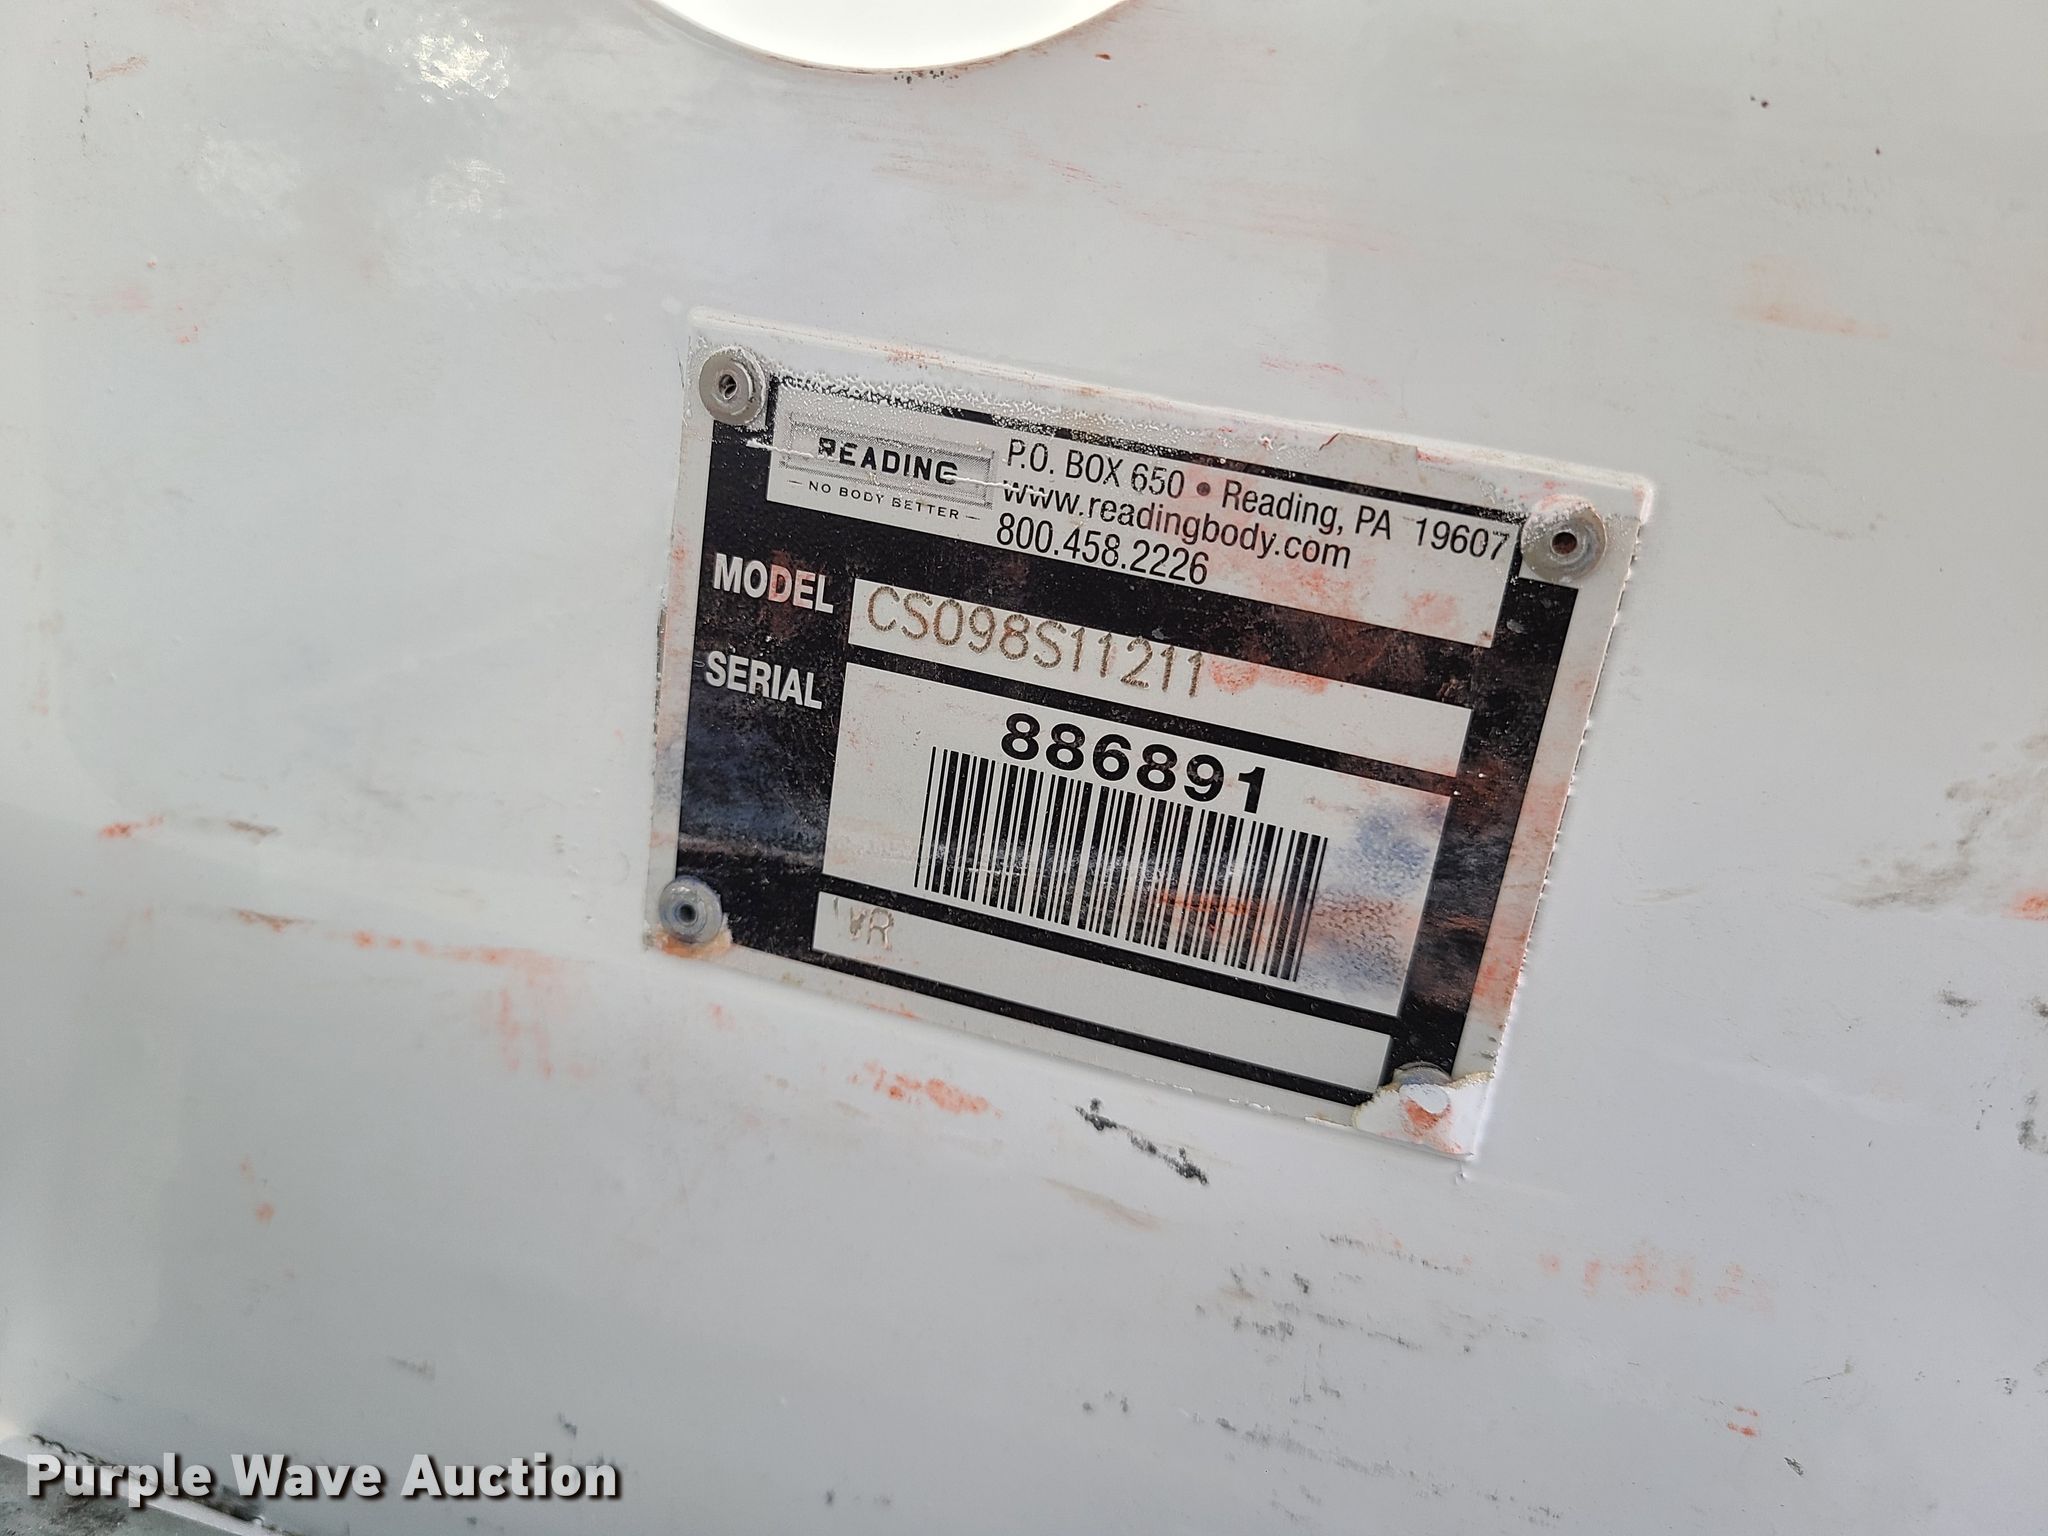 READING
NO BODY BETTER
P.O. BOX 650 • Reading, PA 19607
www.readingbody.com
800.458.2226
MODEL CS098S11211
SERIAL
886891
Purple Wave Auction